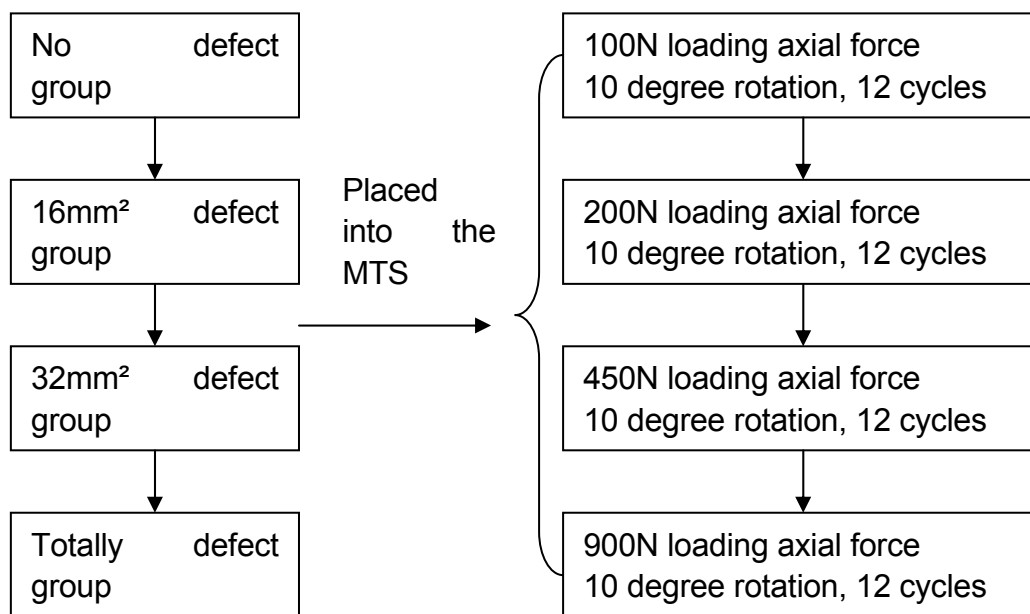 No defect
group
16mm² defect
group
32mm² defect
group
Totally defect
group
Placed
into the
MTS
100N loading axial force
10 degree rotation, 12 cycles
200N loading axial force
10 degree rotation, 12 cycles
450N loading axial force
10 degree rotation, 12 cycles
900N loading axial force
10 degree rotation, 12 cycles